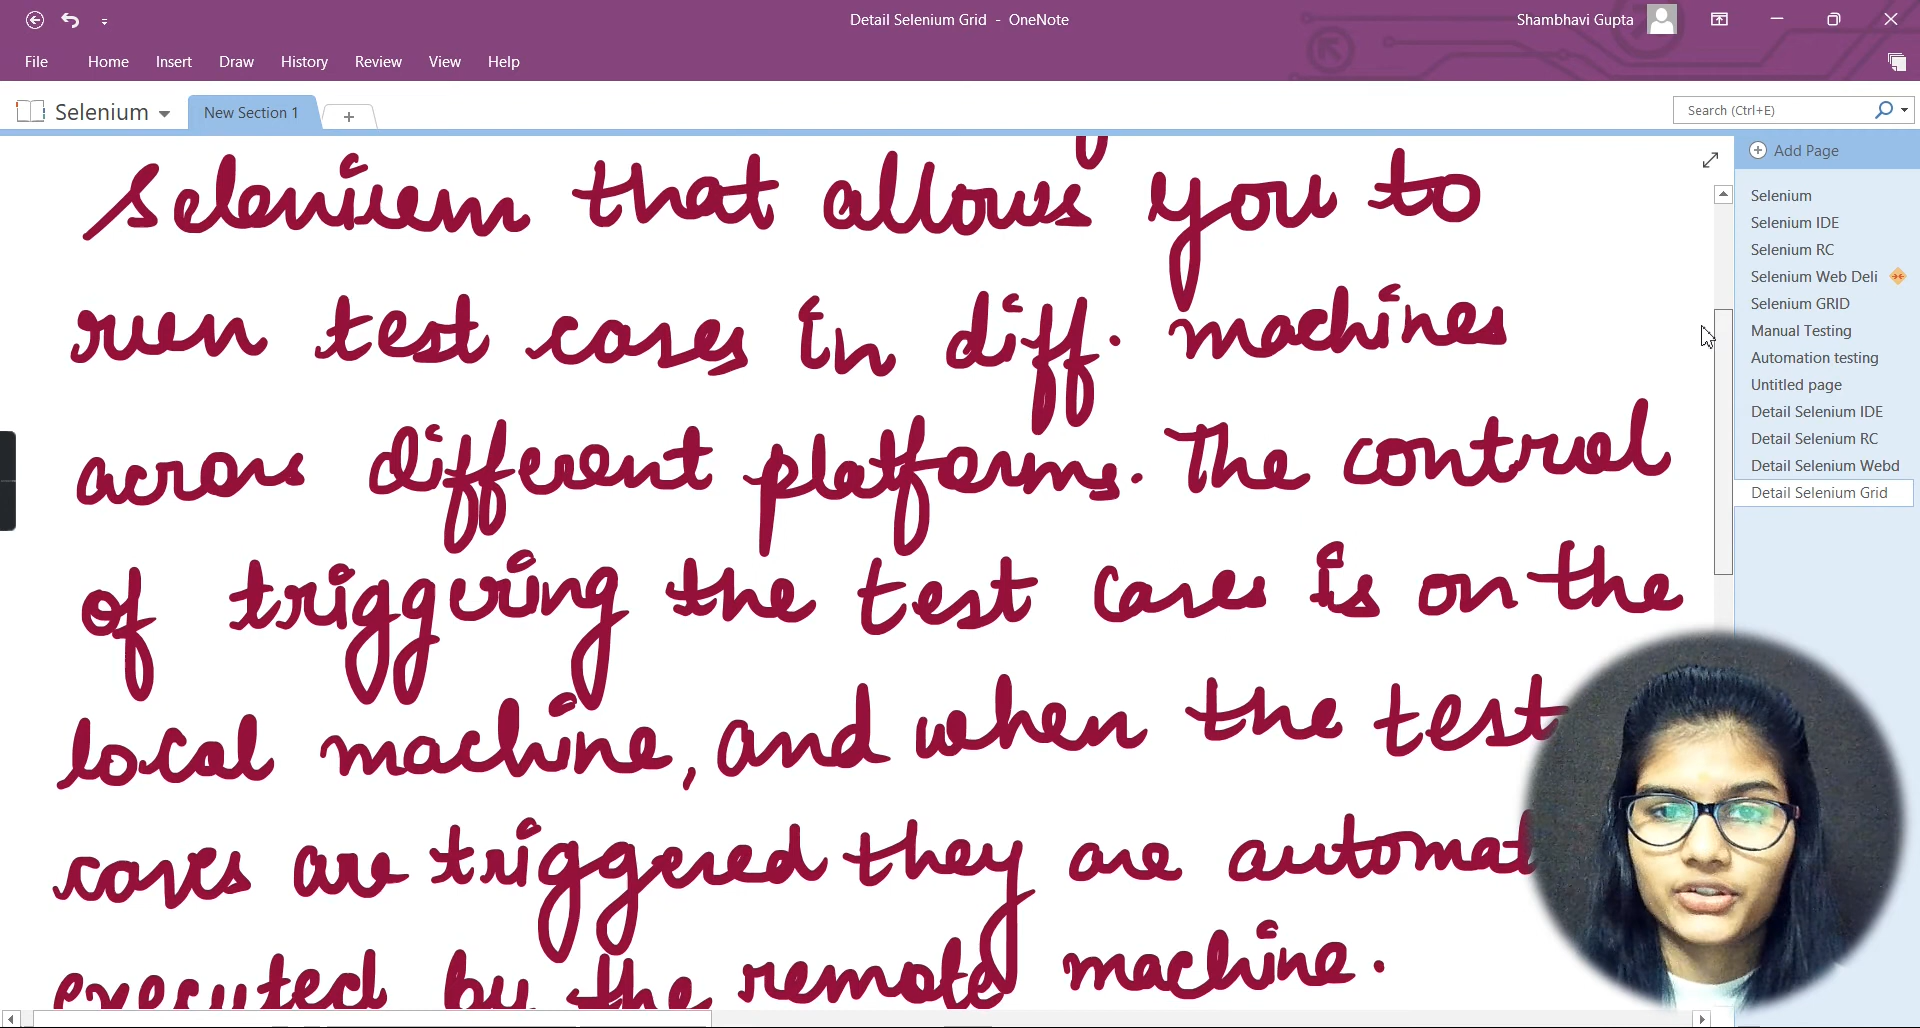 Detail Selenium Grid - OneNote
Shambhavi Gupta
File Home Insert Draw History Review View Help
Selenium
New Section 1
+
Search (Ctrl+E)
Add Page
Selenium
Selenium IDE
Selenium RC
Selenium Web Deli
Selenium GRID
Manual Testing
Automation testing
Untitled page
Detail Selenium IDE
Detail Selenium RC
Detail Selenium Webd
Detail Selenium Grid
Selenium that allows you to
run test cases in diff. machines
across different platforms. The control
of triggering the test cases is on the
local machine, and when the test
cases are triggered they are automat
executed by the remote machine.